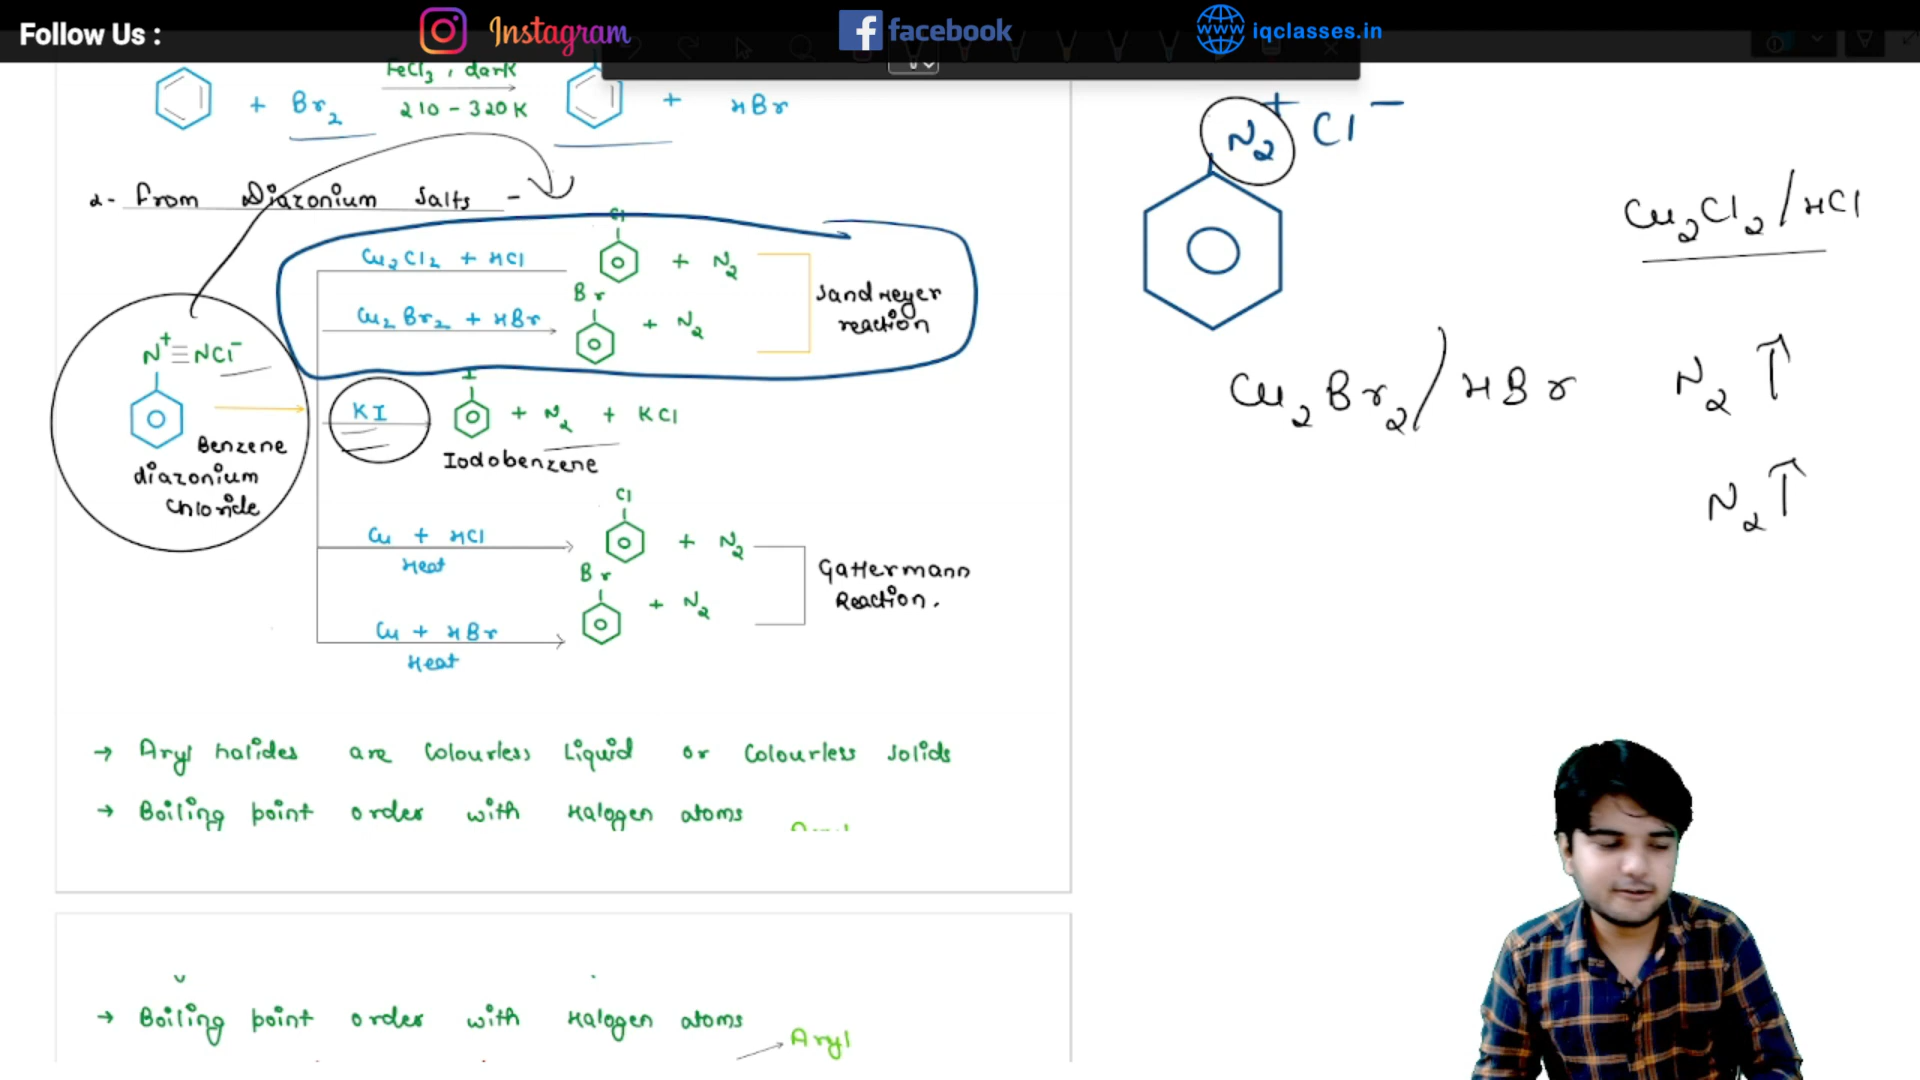 Follow Us : Instagram facebook www iqclasses.in
FeCl3 , dark
+ Br2 210 - 320K + HBr
2- From Diazonium Salts -
Cl
Cu2Cl2 + HCl + N2
Br
Cu2Br2 + HBr + N2
Sandmeyer
reaction
N+≡NCl-
I
KI + N2 + KCl
Iodobenzene
Benzene
diazonium
Chloride
Cl
Cu + HCl + N2
Heat
Br
Cu + HBr + N2
Heat
Gattermann
Reaction.
→ Aryl halides are Colourless Liquid or Colourless Solids
→ Boiling point order with Halogen atoms
→ Boiling point order with Halogen atoms
Aryl
N2+ Cl-
Cu2Cl2/HCl
Cu2Br2/HBr N2 ↑
N2 ↑